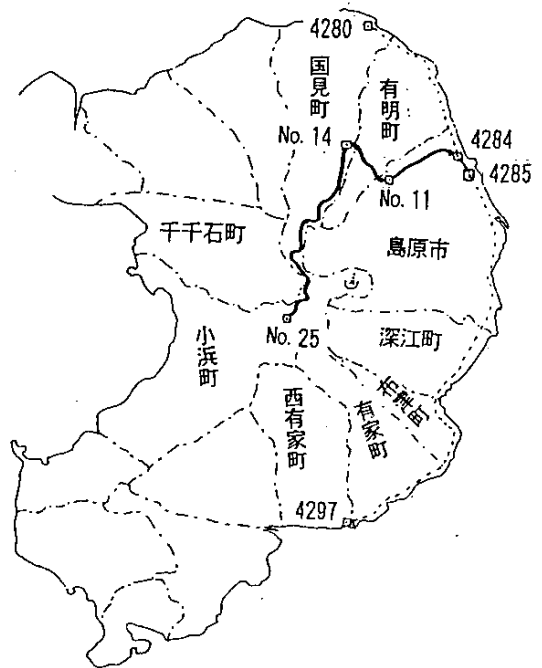 4280
国見町
有明町
No. 14
4284
4285
No. 11
千千石町
島原市
小浜町
No. 25
深江町
布津町
西有家町
有家町
4297